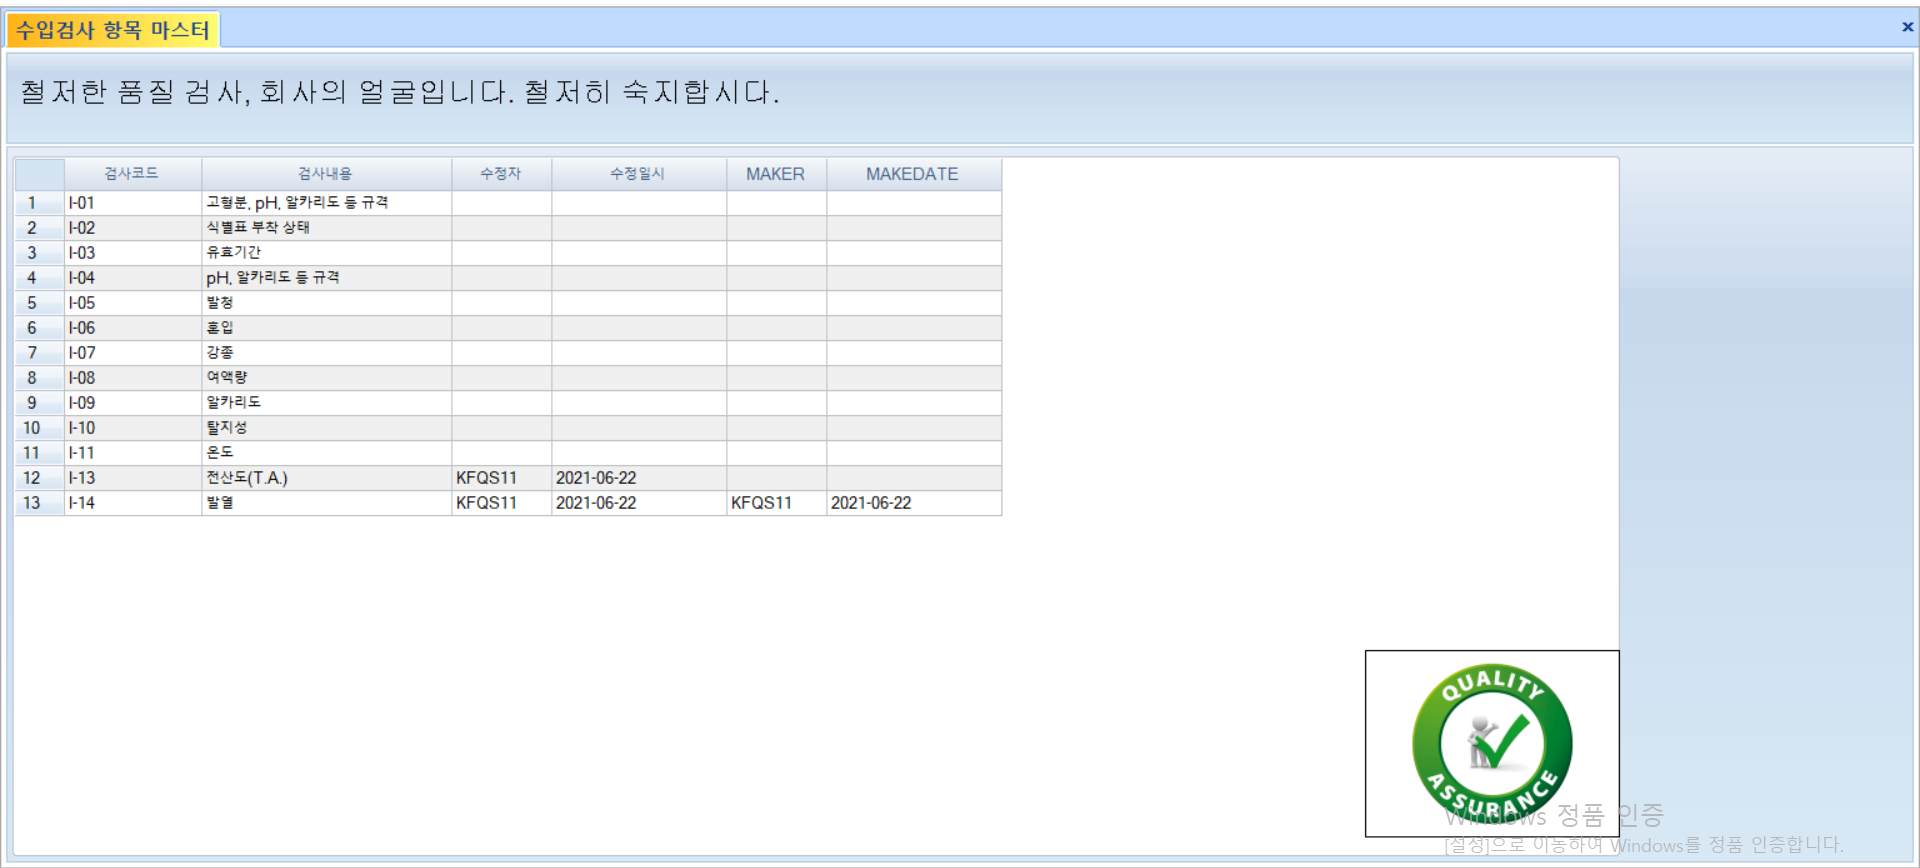 수입검사 항목 마스터
x
철저한 품질 검사, 회사의 얼굴입니다. 철저히 숙지합시다.
검사코드 검사내용 수정자 수정일시 MAKER MAKEDATE
1 I-01 고형분, pH, 알카리도 등 규격
2 I-02 식별표 부착 상태
3 I-03 유효기간
4 I-04 pH, 알카리도 등 규격
5 I-05 발청
6 I-06 혼입
7 I-07 강종
8 I-08 여액량
9 I-09 알카리도
10 I-10 탈지성
11 I-11 온도
12 I-13 전산도(T.A.) KFQS11 2021-06-22
13 I-14 발열 KFQS11 2021-06-22 KFQS11 2021-06-22
QUALITY
ASSURANCE
Windows 정품 인증
[설정]으로 이동하여 Windows를 정품 인증합니다.